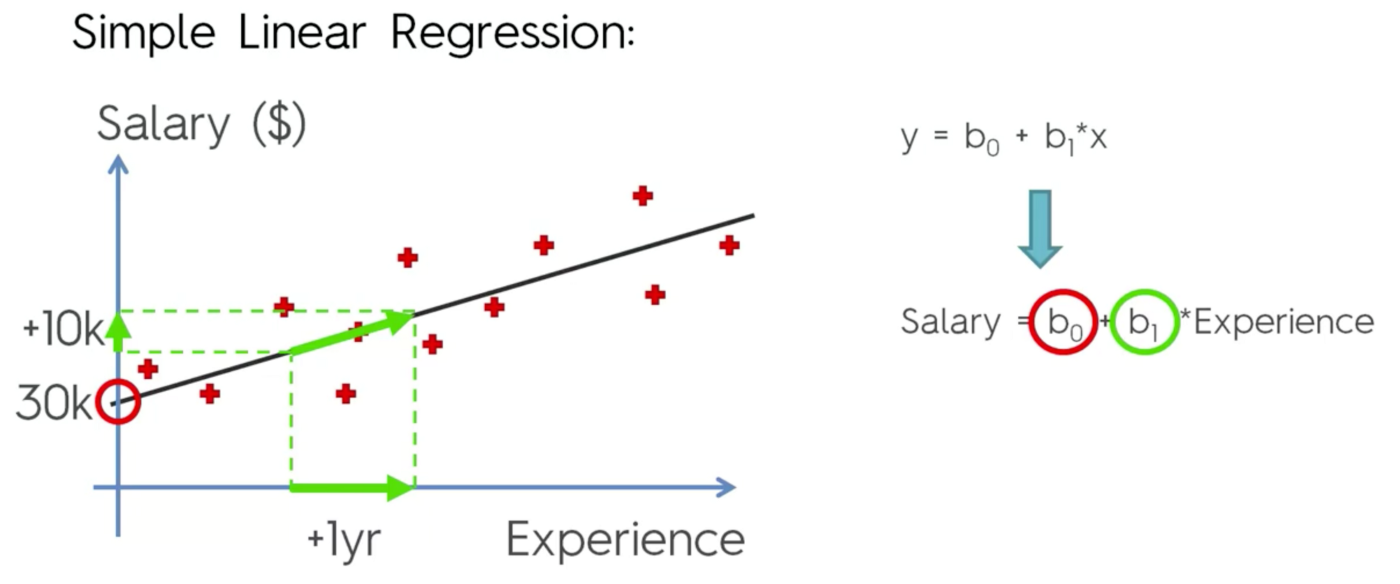 Simple Linear Regression:
Salary ($)
+10k
30k
+1yr
Experience
y = b₀ + b₁*x
Salary = b₀ + b₁ *Experience